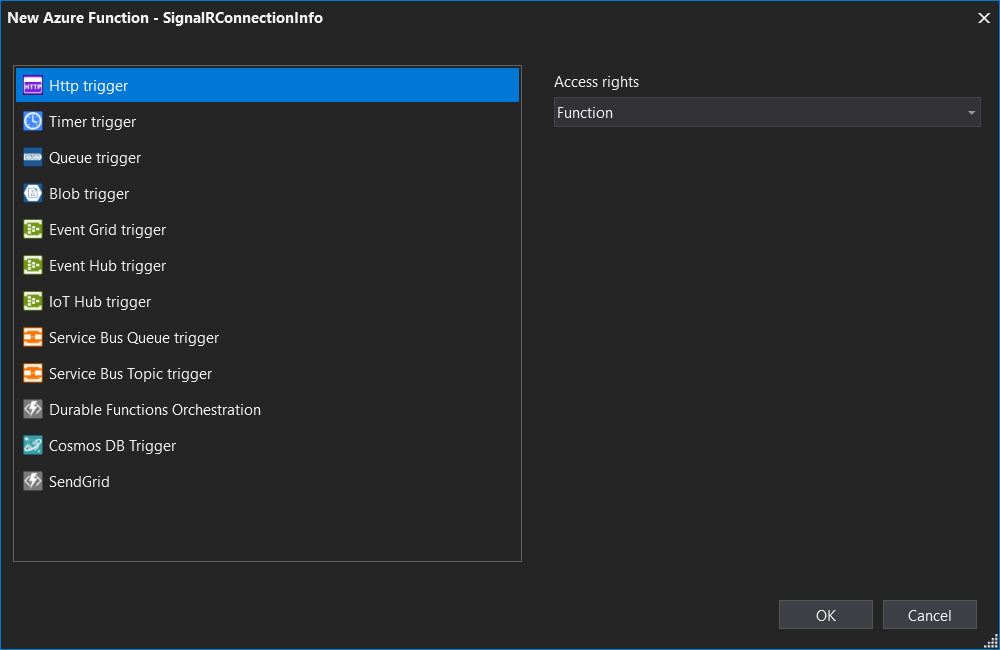 New Azure Function - SignalRConnectionInfo
Http trigger
Timer trigger
Queue trigger
Blob trigger
Event Grid trigger
Event Hub trigger
IoT Hub trigger
Service Bus Queue trigger
Service Bus Topic trigger
Durable Functions Orchestration
Cosmos DB Trigger
SendGrid
Access rights
Function
OK
Cancel